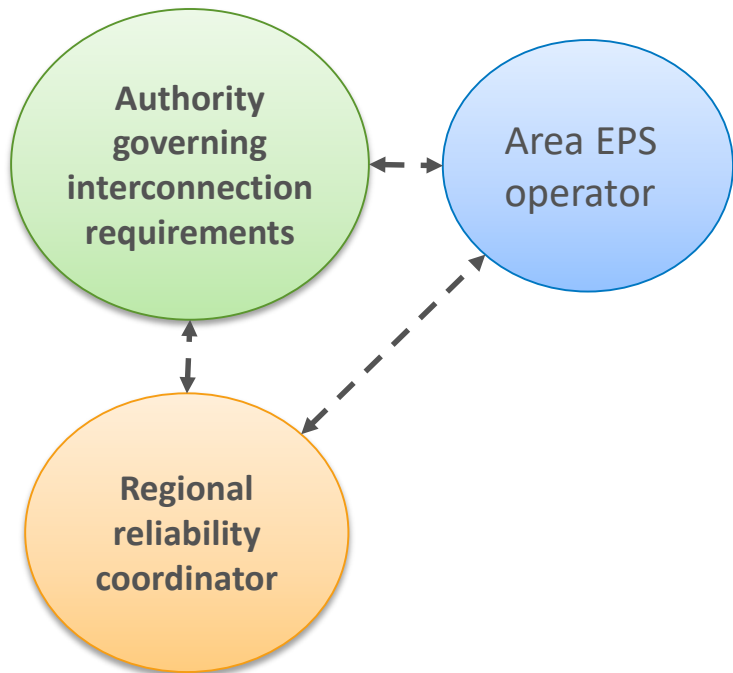 Authority
governing
interconnection
requirements
Area EPS
operator
Regional
reliability
coordinator